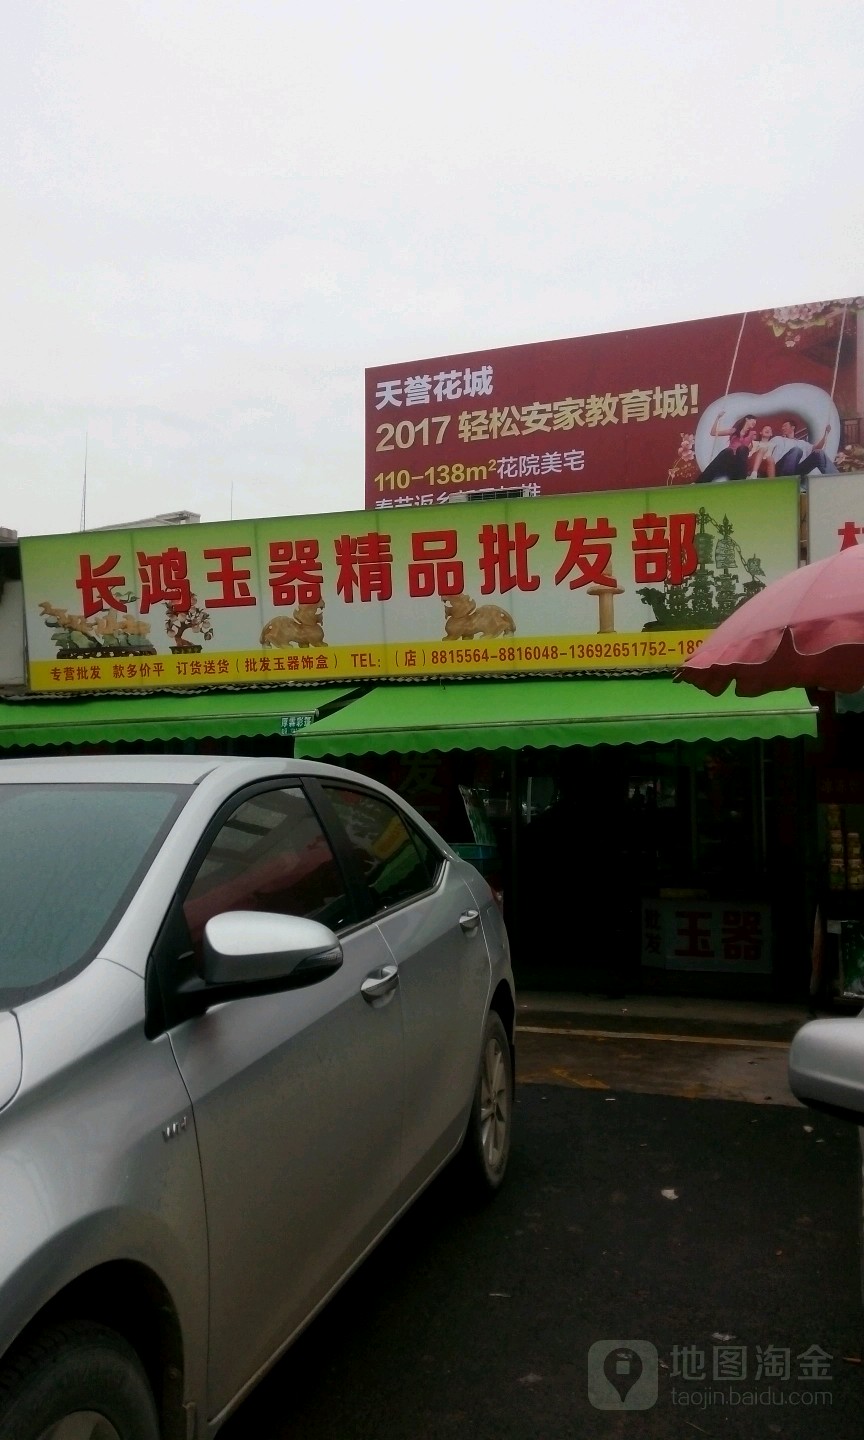 天誉花城
2017 轻松安家教育城!
110-138m²花院美宅
长鸿玉器精品批发部
专营批发 款多价平 订货送货(批发玉器饰盒) TEL:(店)8815564-8816048-13692651752-18
批发 玉器
地图淘金
taojin.baidu.com